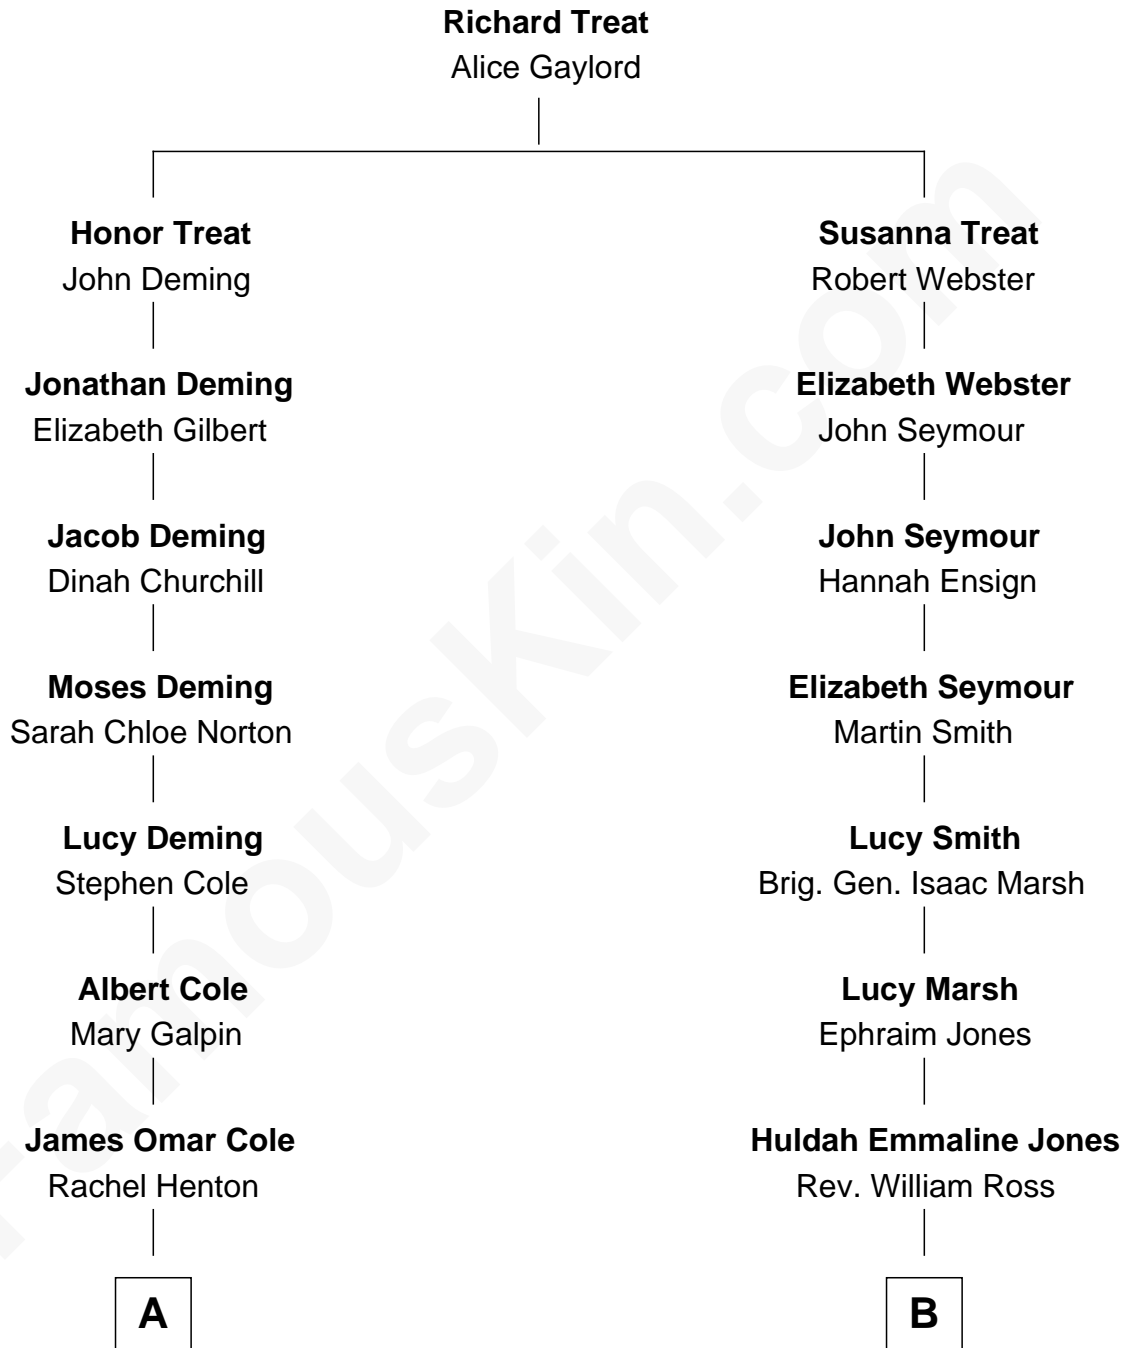 Richard Treat
Alice Gaylord
Honor Treat
John Deming
Susanna Treat
Robert Webster
Jonathan Deming
Elizabeth Gilbert
Elizabeth Webster
John Seymour
Jacob Deming
Dinah Churchill
John Seymour
Hannah Ensign
Moses Deming
Sarah Chloe Norton
Elizabeth Seymour
Martin Smith
Lucy Deming
Stephen Cole
Lucy Smith
Brig. Gen. Isaac Marsh
Albert Cole
Mary Galpin
Lucy Marsh
Ephraim Jones
James Omar Cole
Rachel Henton
Huldah Emmaline Jones
Rev. William Ross
A
B
FamousKin.com